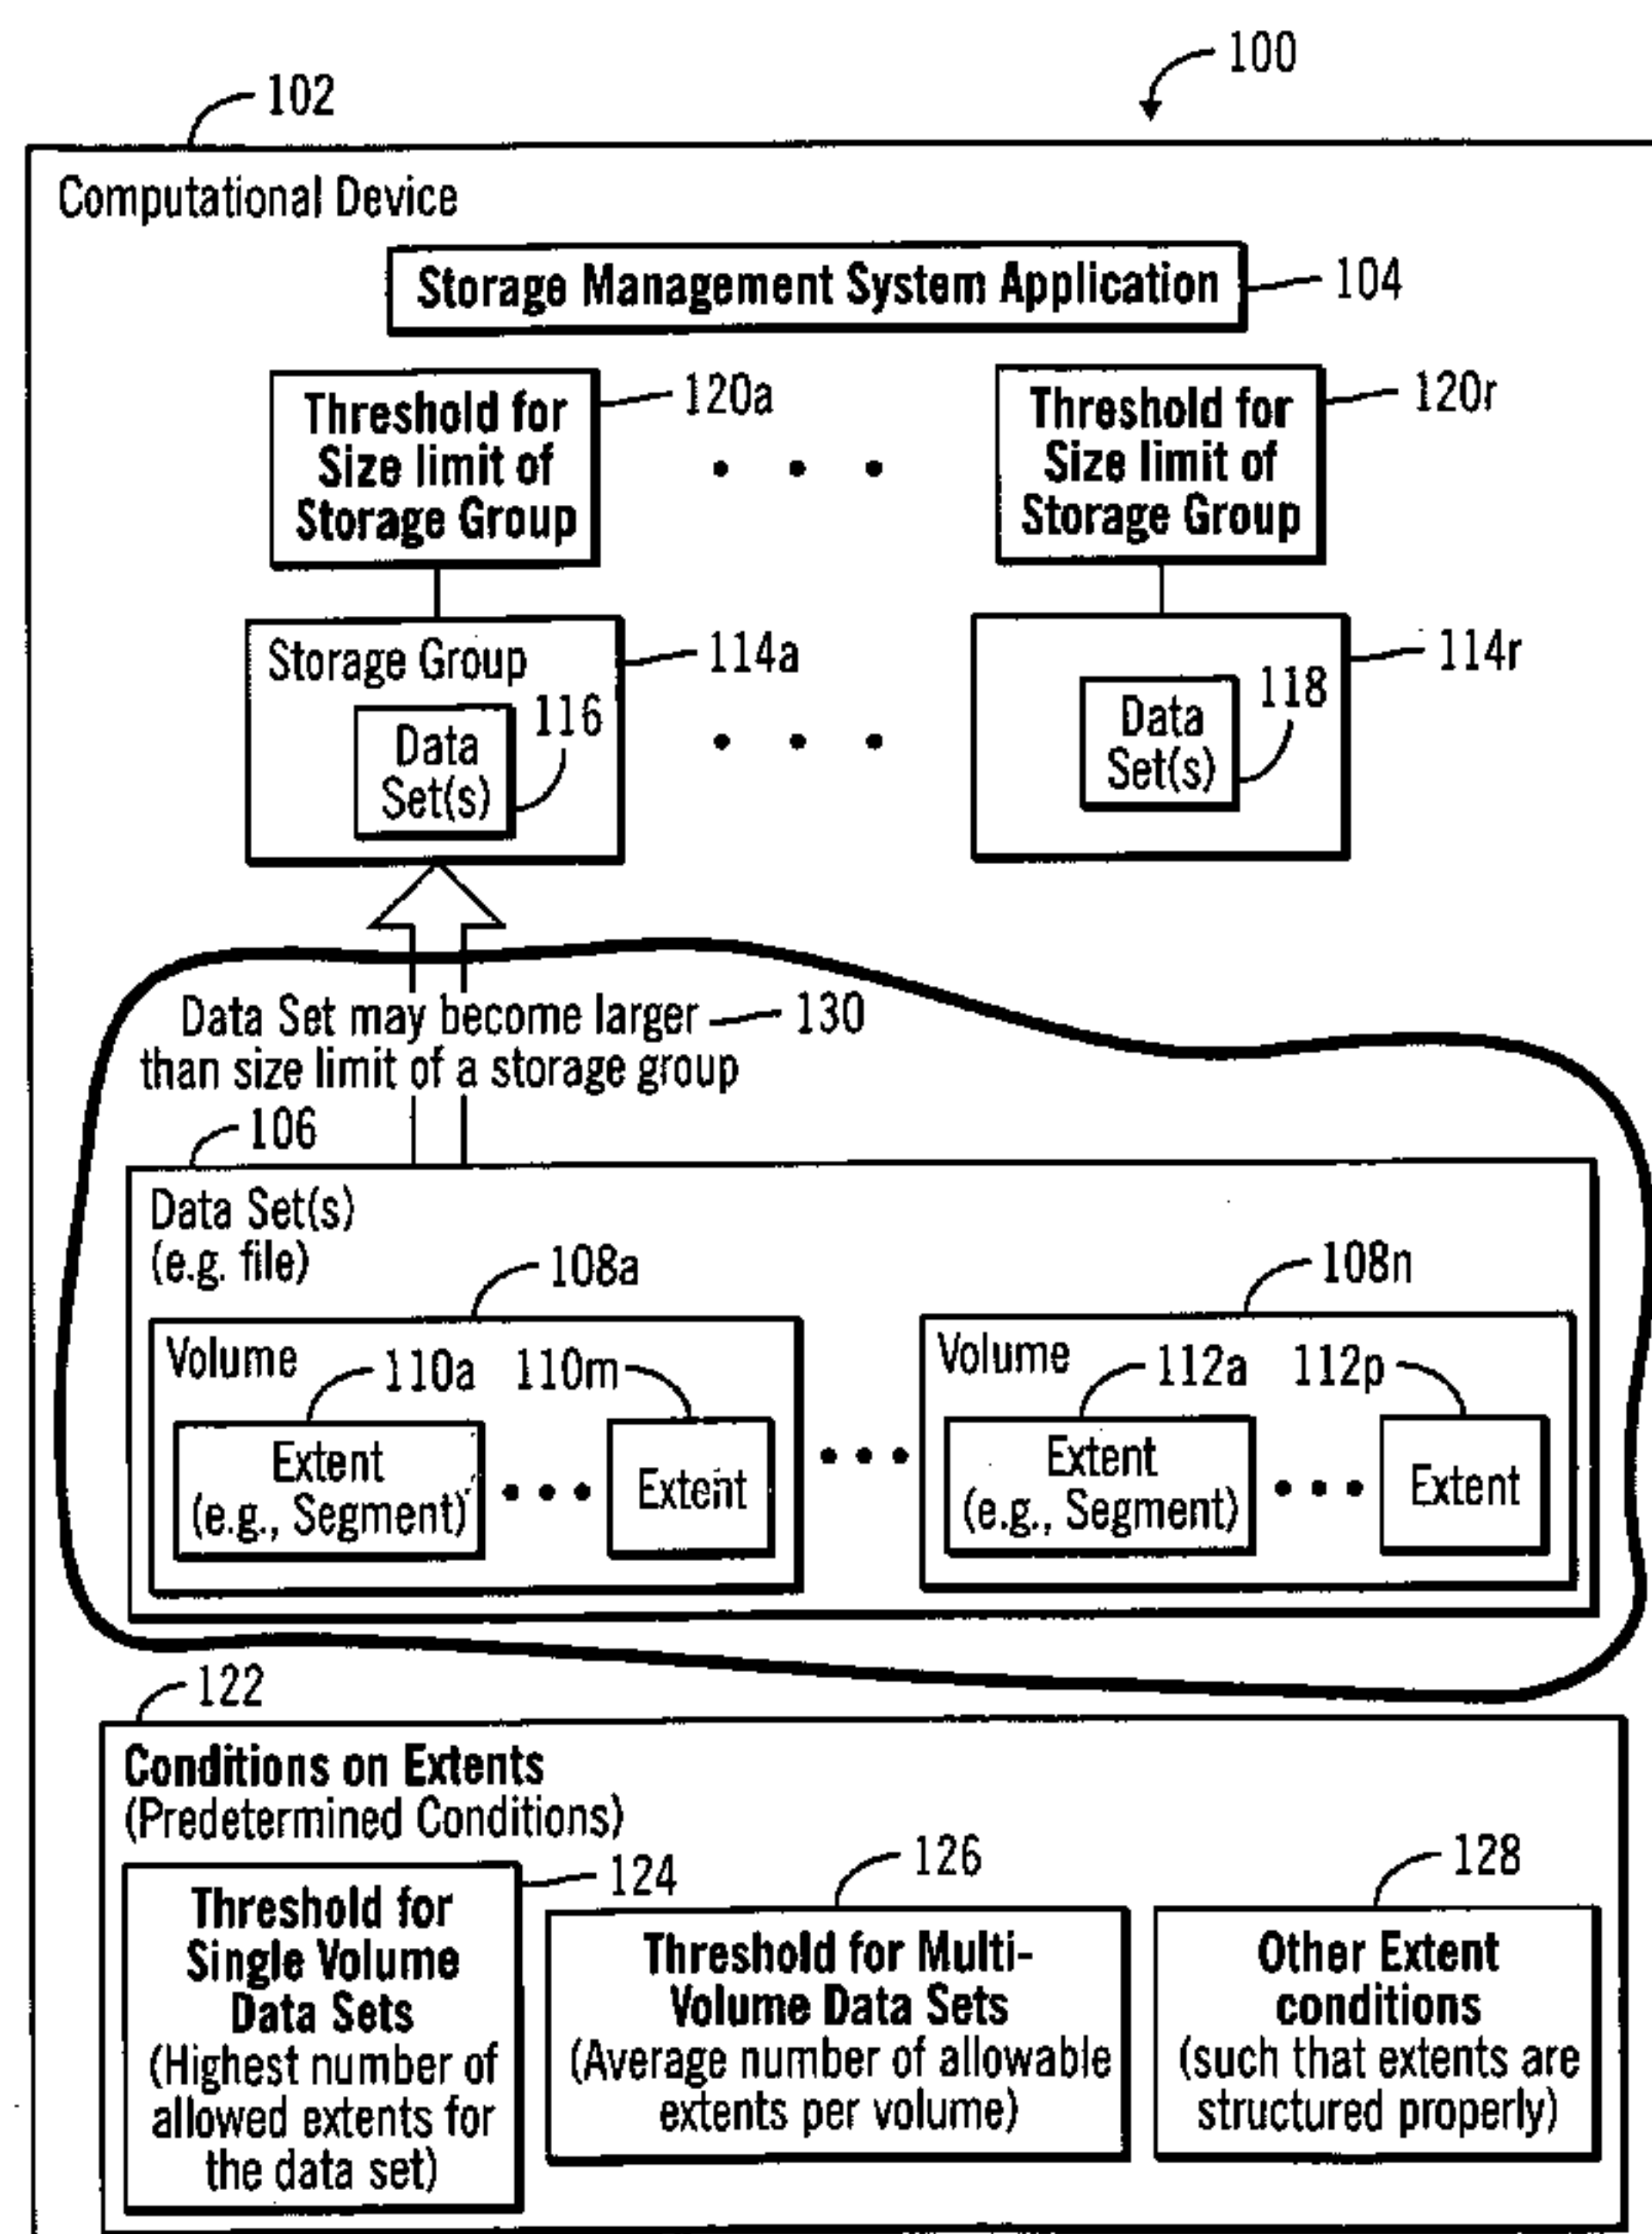 100
102
Computational Device
Storage Management System Application
104
Threshold for
Size limit of
Storage Group
120a
Threshold for
Size limit of
Storage Group
120r
Storage Group
114a
Data
Set(s)
116
114r
Data
Set(s)
118
Data Set may become larger
than size limit of a storage group
130
106
Data Set(s)
(e.g. file)
108a
Volume
110a
110m
Extent
(e.g., Segment)
Extent
108n
Volume
112a
112p
Extent
(e.g., Segment)
Extent
122
Conditions on Extents
(Predetermined Conditions)
124
Threshold for
Single Volume
Data Sets
(Highest number of
allowed extents for
the data set)
126
Threshold for Multi-
Volume Data Sets
(Average number of allowable
extents per volume)
128
Other Extent
conditions
(such that extents are
structured properly)